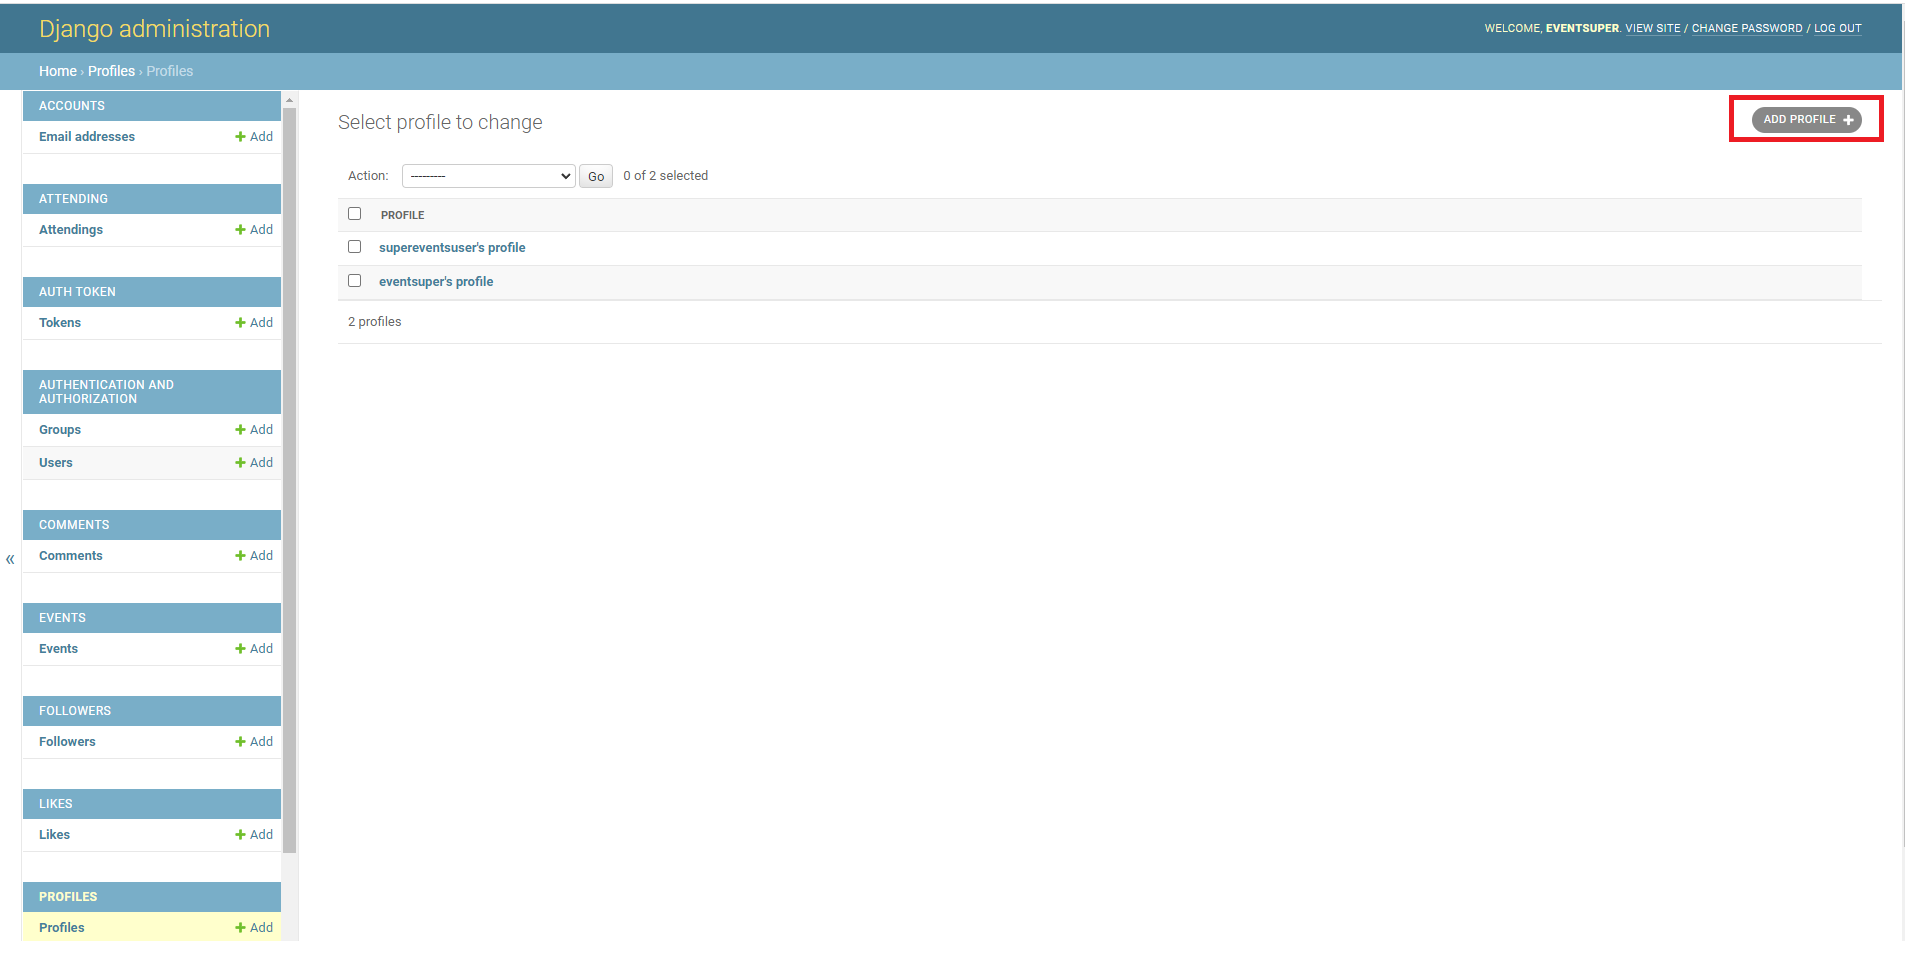 Django administration
WELCOME, EVENTSUPER. VIEW SITE / CHANGE PASSWORD / LOG OUT
Home › Profiles › Profiles
ACCOUNTS
Email addresses + Add
ATTENDING
Attendings + Add
AUTH TOKEN
Tokens + Add
AUTHENTICATION AND
AUTHORIZATION
Groups + Add
Users + Add
COMMENTS
Comments + Add
EVENTS
Events + Add
FOLLOWERS
Followers + Add
LIKES
Likes + Add
PROFILES
Profiles + Add
«
Select profile to change
ADD PROFILE +
Action: --------- Go 0 of 2 selected
PROFILE
supereventsuser's profile
eventsuper's profile
2 profiles